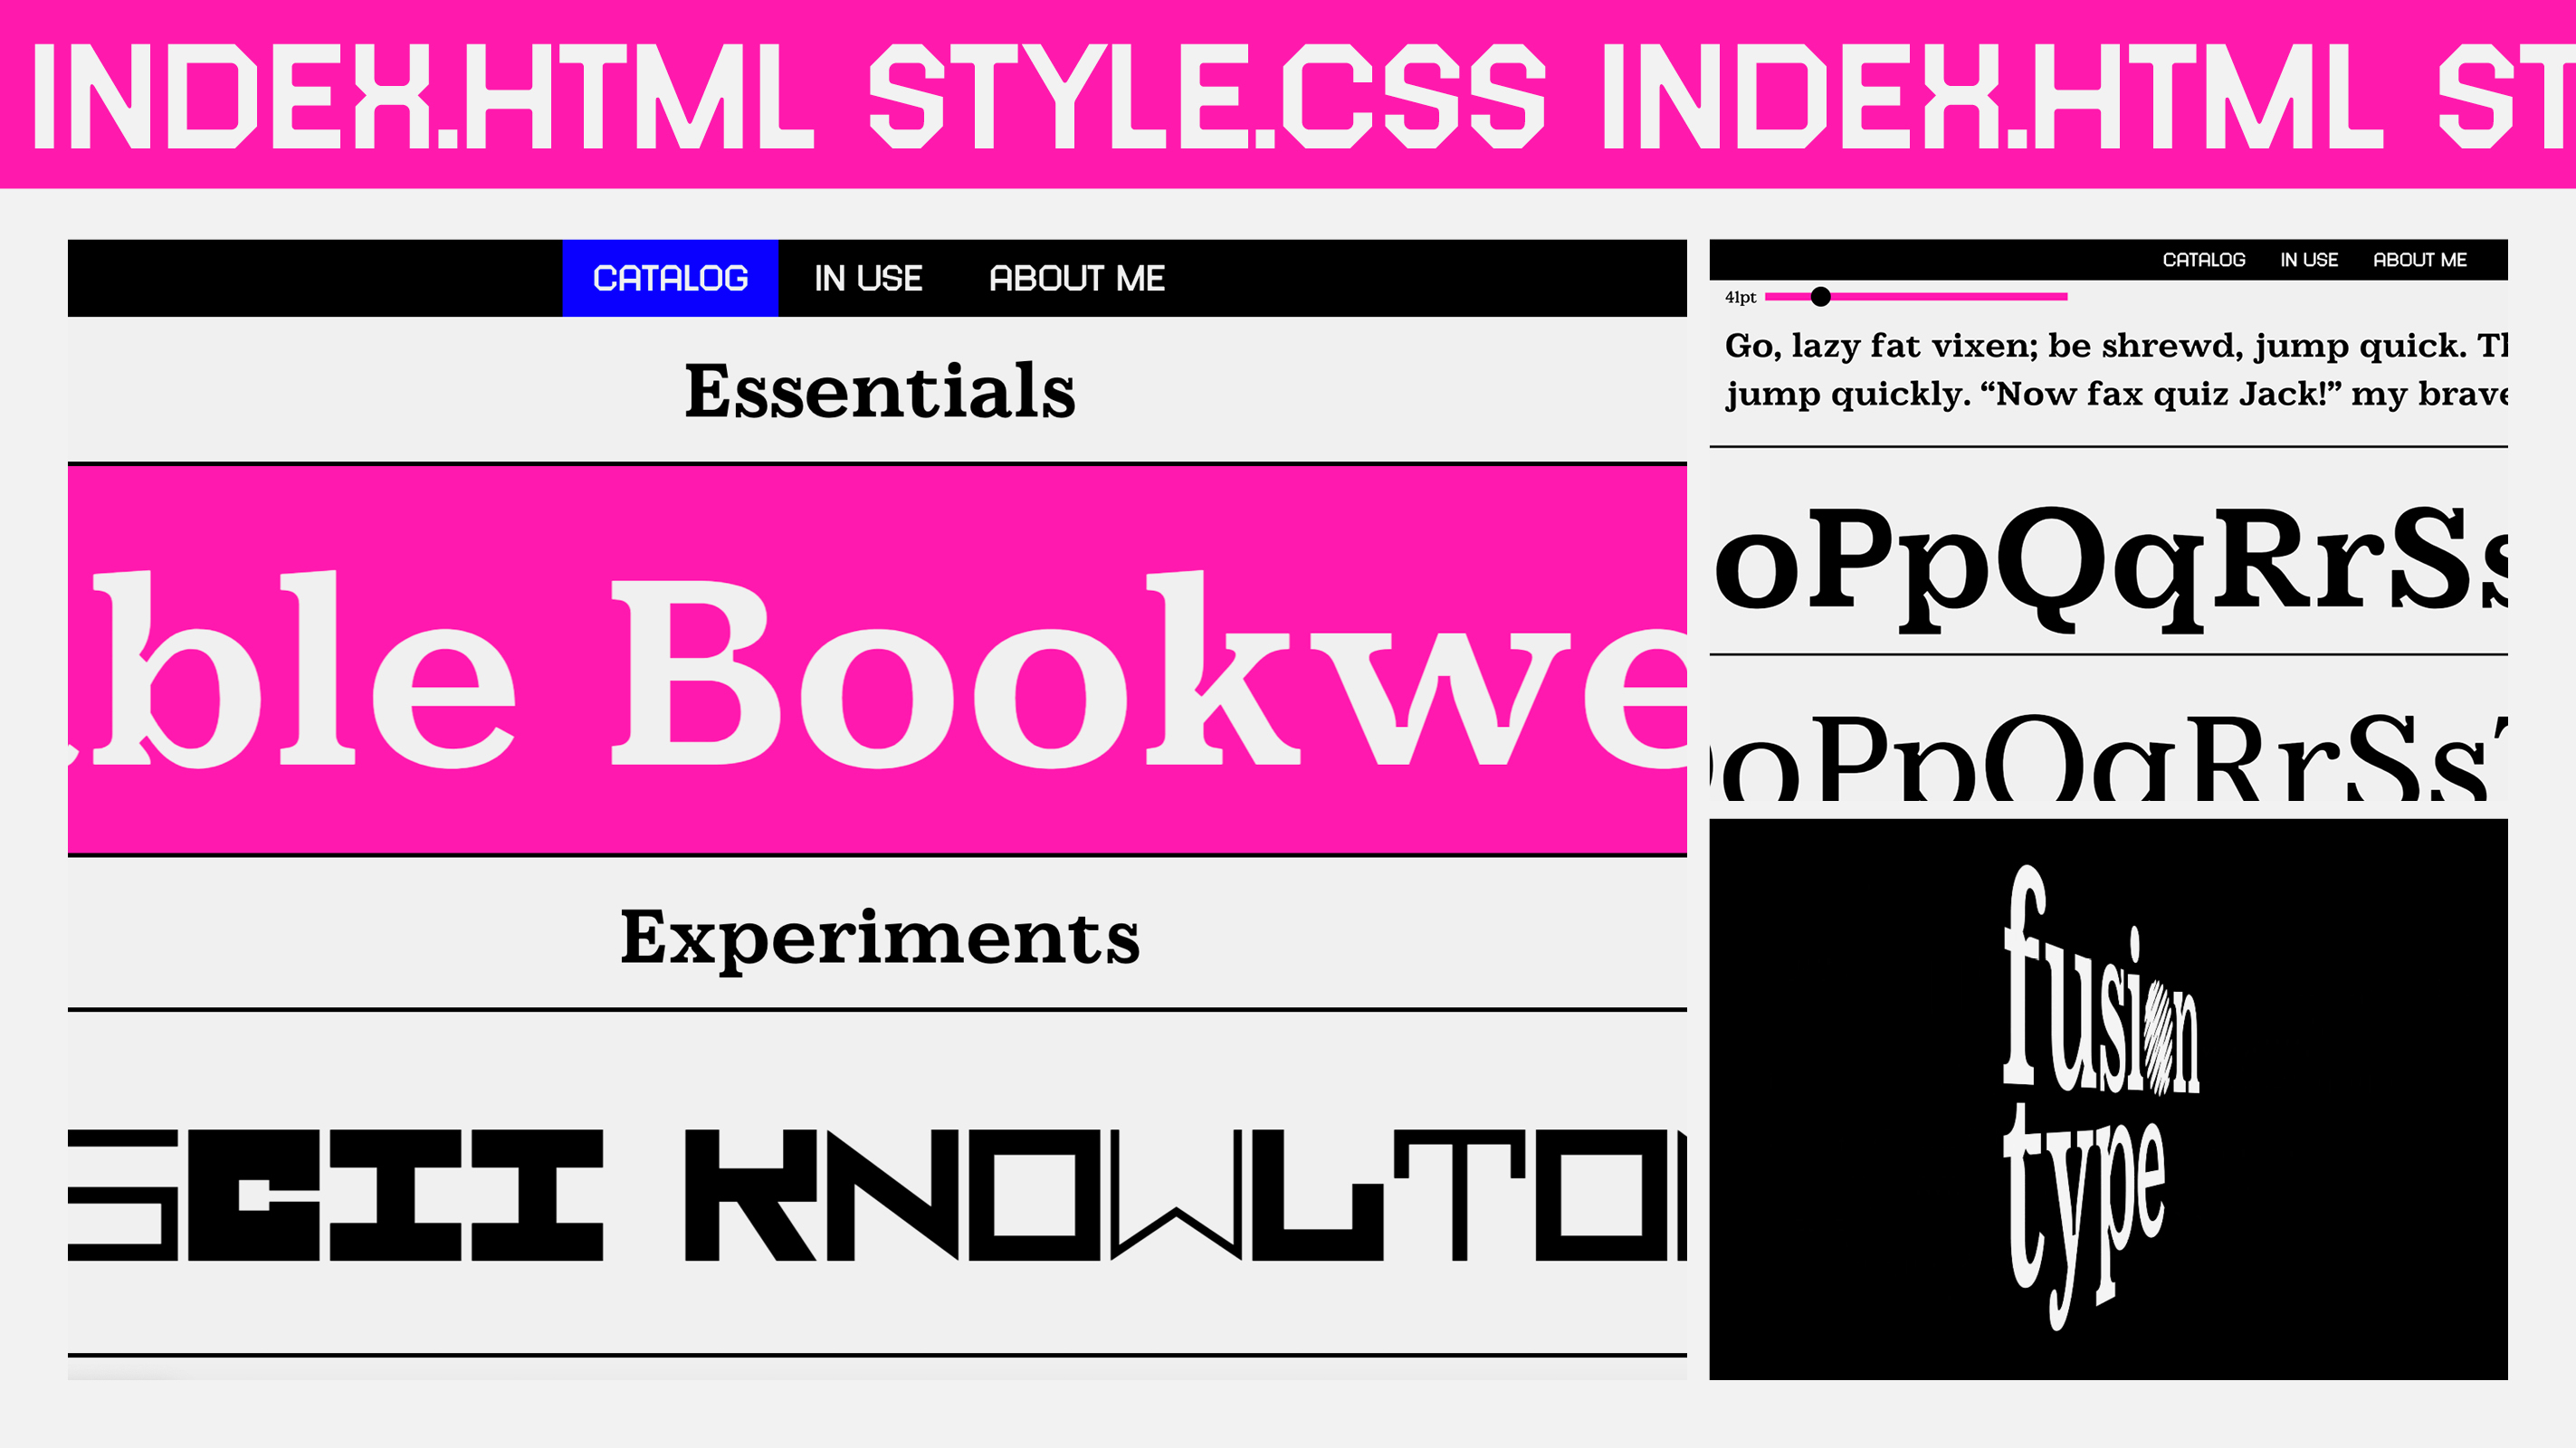 INDEX.HTML STYLE.CSS INDEX.HTML ST
CATALOG IN USE ABOUT ME
Essentials
ble Bookwe
Experiments
SCII KNOWLTO
CATALOG IN USE ABOUT ME
41pt
Go, lazy fat vixen; be shrewd, jump quick. Th
jump quickly. “Now fax quiz Jack!” my brave
oPpQqRrSs
oPpQqRrSsT
fusion
type